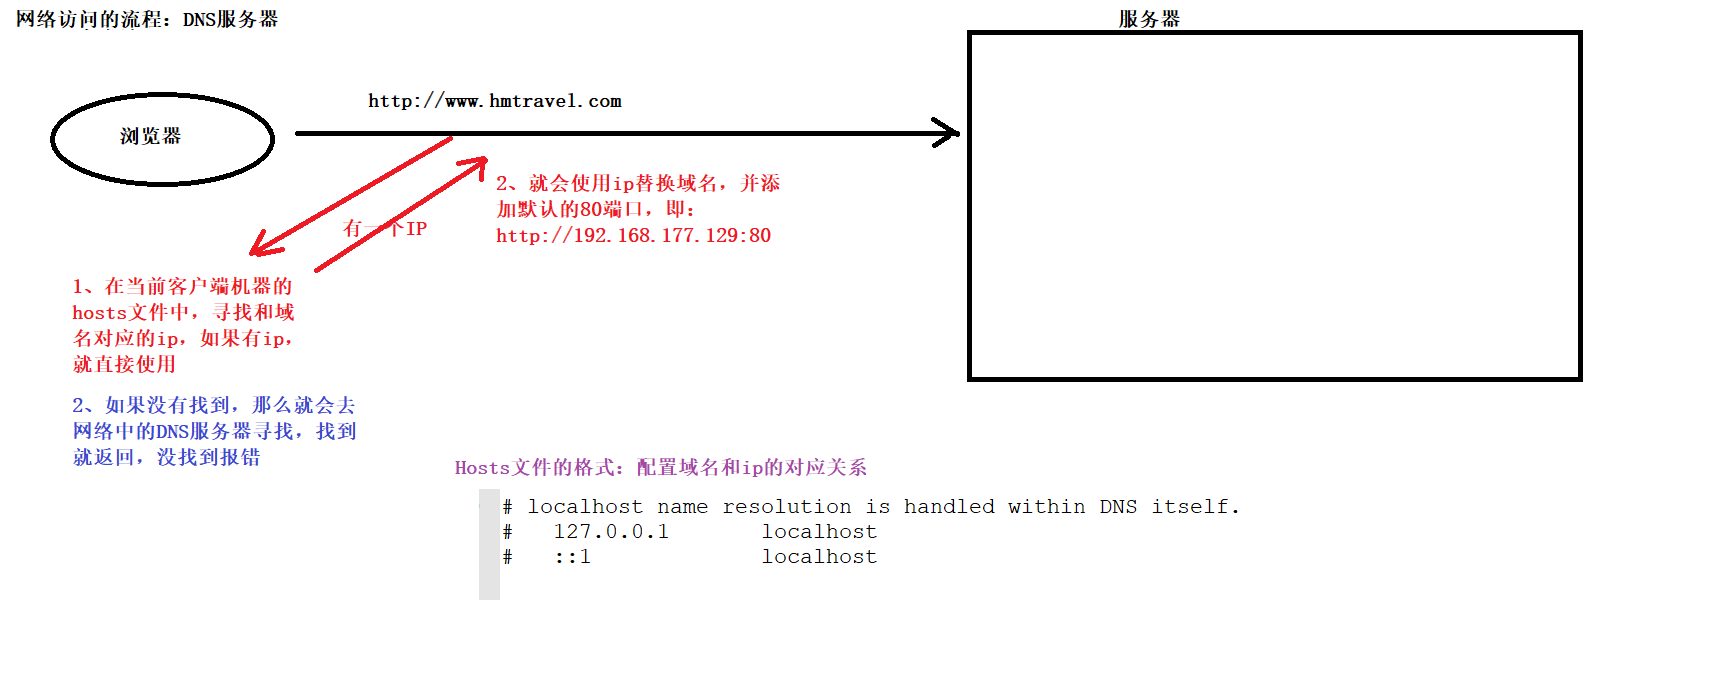 网络访问的流程：DNS服务器
服务器
http://www.hmtravel.com
浏览器
2、就会使用ip替换域名，并添
加默认的80端口，即：
http://192.168.177.129:80
有一个IP
1、在当前客户端机器的
hosts文件中，寻找和域
名对应的ip，如果有ip，
就直接使用
2、如果没有找到，那么就会去
网络中的DNS服务器寻找，找到
就返回，没找到报错
Hosts文件的格式：配置域名和ip的对应关系
# localhost name resolution is handled within DNS itself.
# 127.0.0.1 localhost
# ::1 localhost